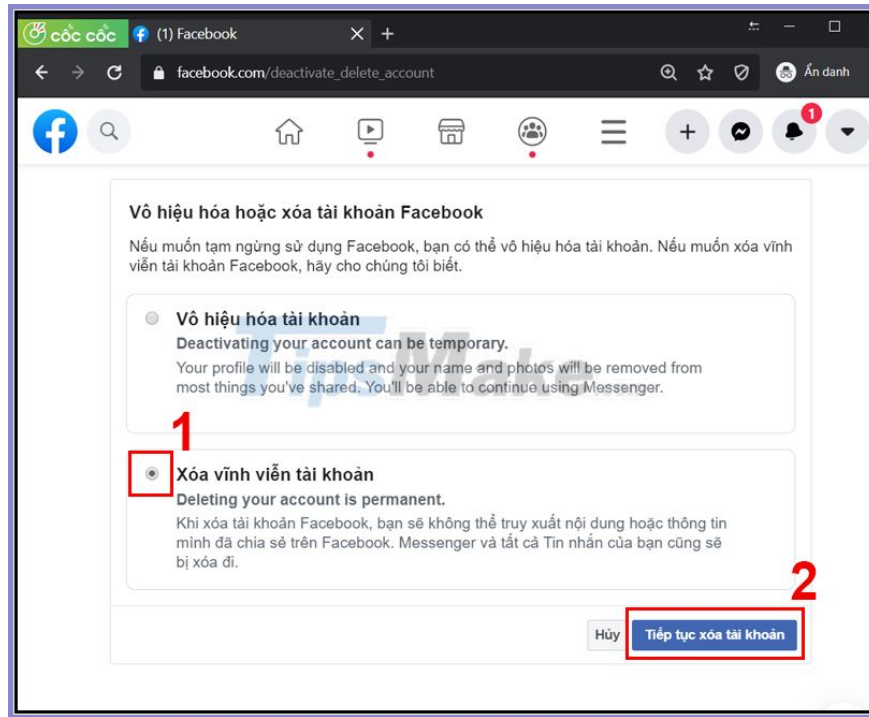 cốc cốc (1) Facebook
facebook.com/deactivate_delete_account Ẩn danh
1
Vô hiệu hóa hoặc xóa tài khoản Facebook
Nếu muốn tạm ngừng sử dụng Facebook, bạn có thể vô hiệu hóa tài khoản. Nếu muốn xóa vĩnh
viễn tài khoản Facebook, hãy cho chúng tôi biết.
Vô hiệu hóa tài khoản
Deactivating your account can be temporary.
Your profile will be disabled and your name and photos will be removed from
most things you've shared. You'll be able to continue using Messenger.
TipsMake
1
Xóa vĩnh viễn tài khoản
Deleting your account is permanent.
Khi xóa tài khoản Facebook, bạn sẽ không thể truy xuất nội dung hoặc thông tin
mình đã chia sẻ trên Facebook. Messenger và tất cả Tin nhắn của bạn cũng sẽ
bị xóa đi.
2
Hủy Tiếp tục xóa tài khoản